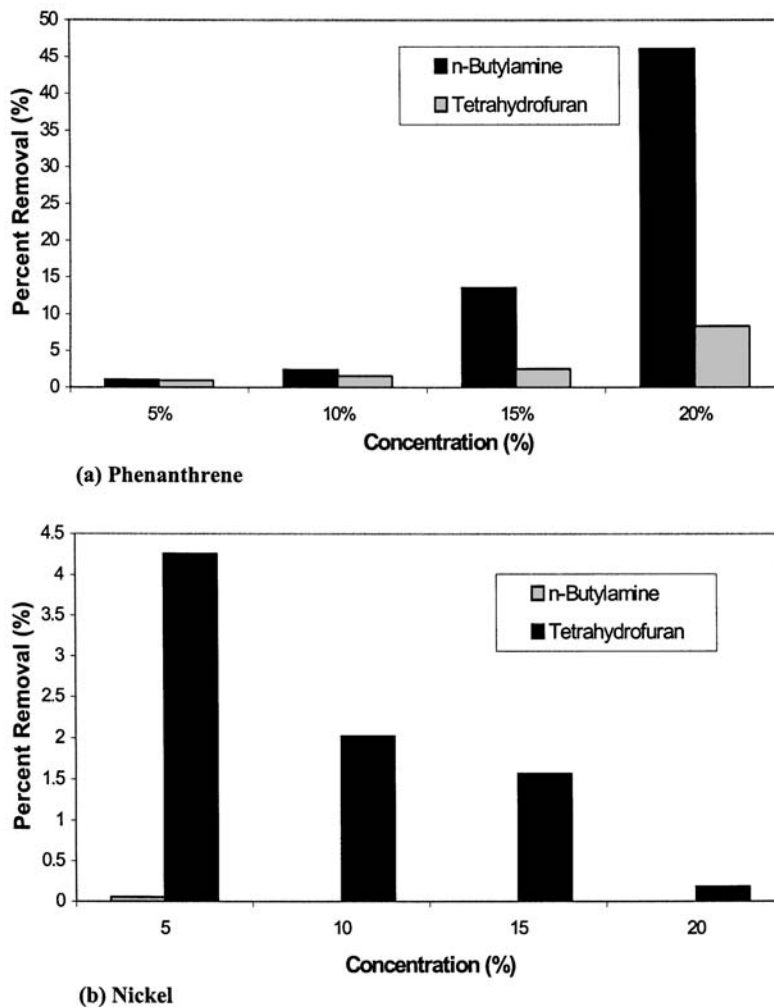 50
45
40
35
30
25
20
15
10
5
0
Percent Removal (%)
n-Butylamine
Tetrahydrofuran
5% 10% 15% 20%
Concentration (%)
(a) Phenanthrene
4.5
4
3.5
3
2.5
2
1.5
1
0.5
0
Percent Removal (%)
n-Butylamine
Tetrahydrofuran
5 10 15 20
Concentration (%)
(b) Nickel